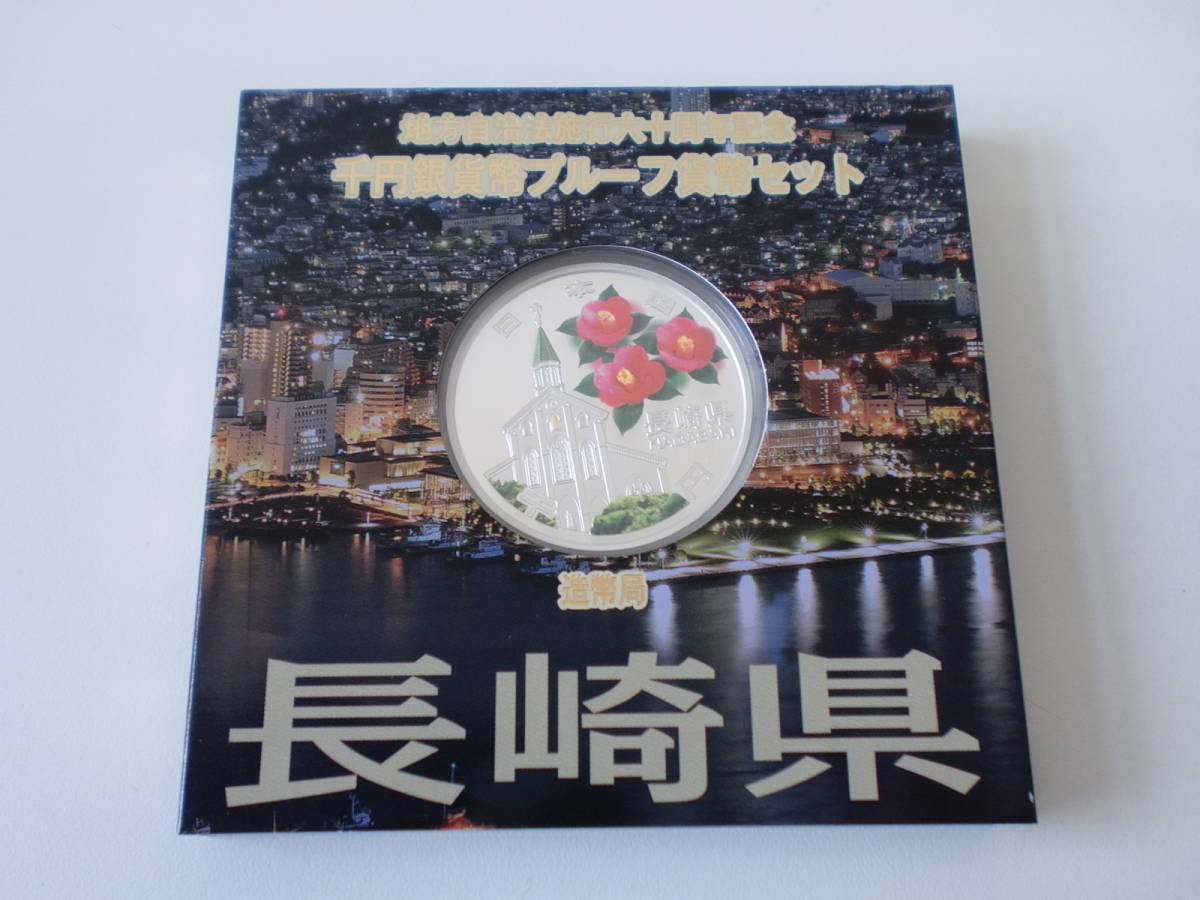 地方自治法施行六十周年記念
千円銀貨幣プルーフ貨幣セット
日本国
長崎県
千円
造幣局
長崎県